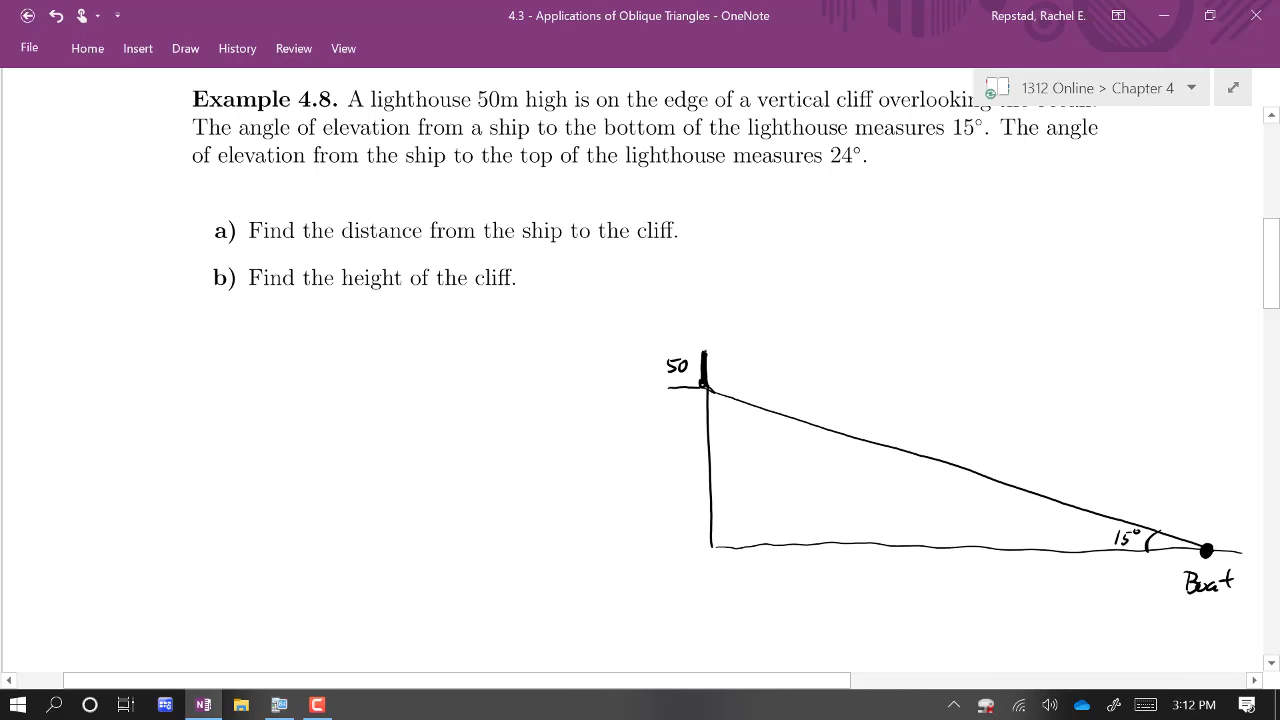 4.3 - Applications of Oblique Triangles - OneNote
Repstad, Rachel E.
File Home Insert Draw History Review View
1312 Online > Chapter 4
Example 4.8. A lighthouse 50m high is on the edge of a vertical cliff overlooking the ocean.
The angle of elevation from a ship to the bottom of the lighthouse measures 15°. The angle
of elevation from the ship to the top of the lighthouse measures 24°.
a) Find the distance from the ship to the cliff.
b) Find the height of the cliff.
50
15°
Boat
3:12 PM